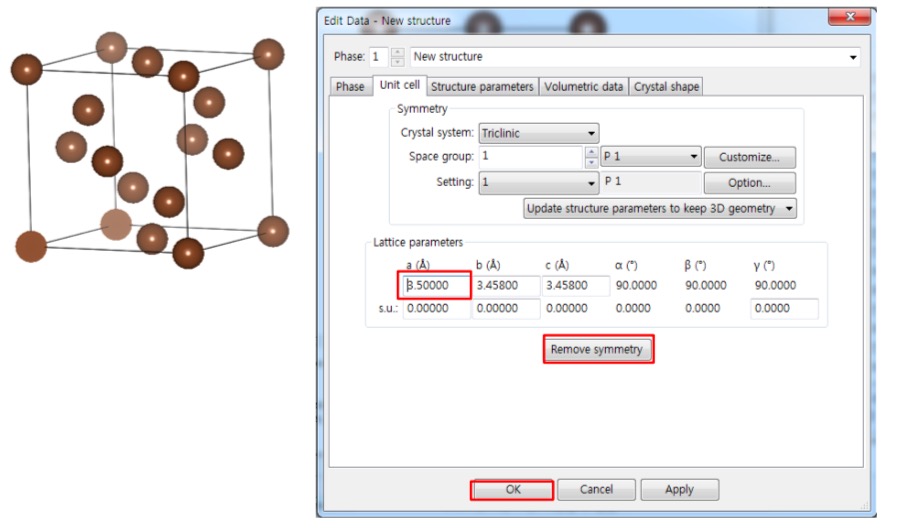 Edit Data - New structure
Phase: 1 New structure
Phase Unit cell Structure parameters Volumetric data Crystal shape
Symmetry
Crystal system: Triclinic
Space group: 1 P 1 Customize...
Setting: 1 P 1 Option...
Update structure parameters to keep 3D geometry
Lattice parameters
a (Å) b (Å) c (Å) α (°) β (°) γ (°)
3.50000 3.45800 3.45800 90.0000 90.0000 90.0000
s.u.: 0.00000 0.00000 0.00000 0.0000 0.0000 0.0000
Remove symmetry
OK Cancel Apply